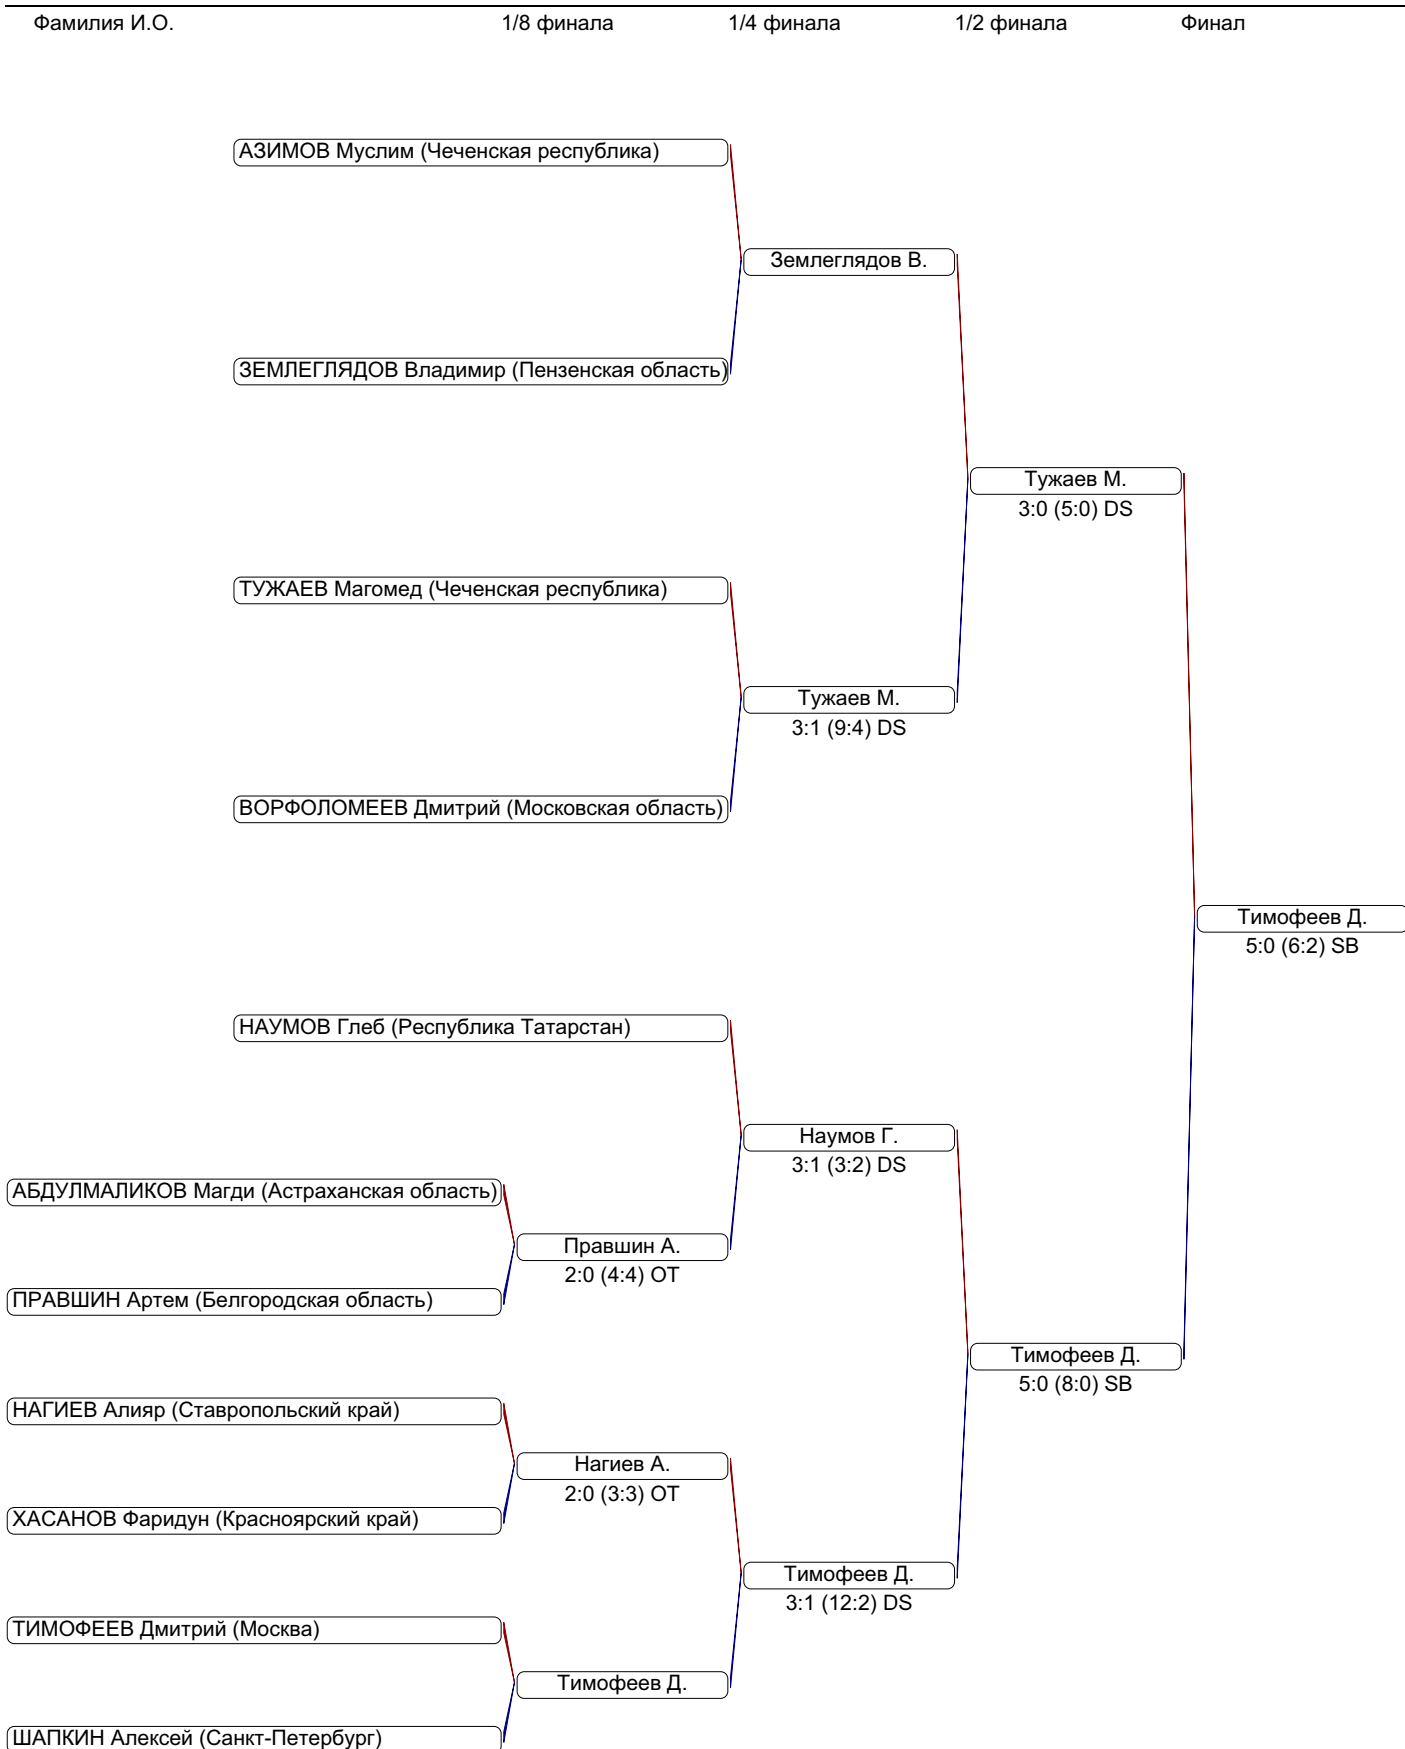 Фамилия И.О. 1/8 финала 1/4 финала 1/2 финала Финал
АЗИМОВ Муслим (Чеченская республика)
Землеглядов В.
ЗЕМЛЕГЛЯДОВ Владимир (Пензенская область)
Тужаев М.
3:0 (5:0) DS
ТУЖАЕВ Магомед (Чеченская республика)
Тужаев М.
3:1 (9:4) DS
ВОРФОЛОМЕЕВ Дмитрий (Московская область)
Тимофеев Д.
5:0 (6:2) SB
НАУМОВ Глеб (Республика Татарстан)
Наумов Г.
3:1 (3:2) DS
АБДУЛМАЛИКОВ Магди (Астраханская область)
Правшин А.
2:0 (4:4) OT
ПРАВШИН Артем (Белгородская область)
Тимофеев Д.
5:0 (8:0) SB
НАГИЕВ Алияр (Ставропольский край)
Нагиев А.
2:0 (3:3) OT
ХАСАНОВ Фаридун (Красноярский край)
Тимофеев Д.
3:1 (12:2) DS
ТИМОФЕЕВ Дмитрий (Москва)
Тимофеев Д.
ШАПКИН Алексей (Санкт-Петербург)